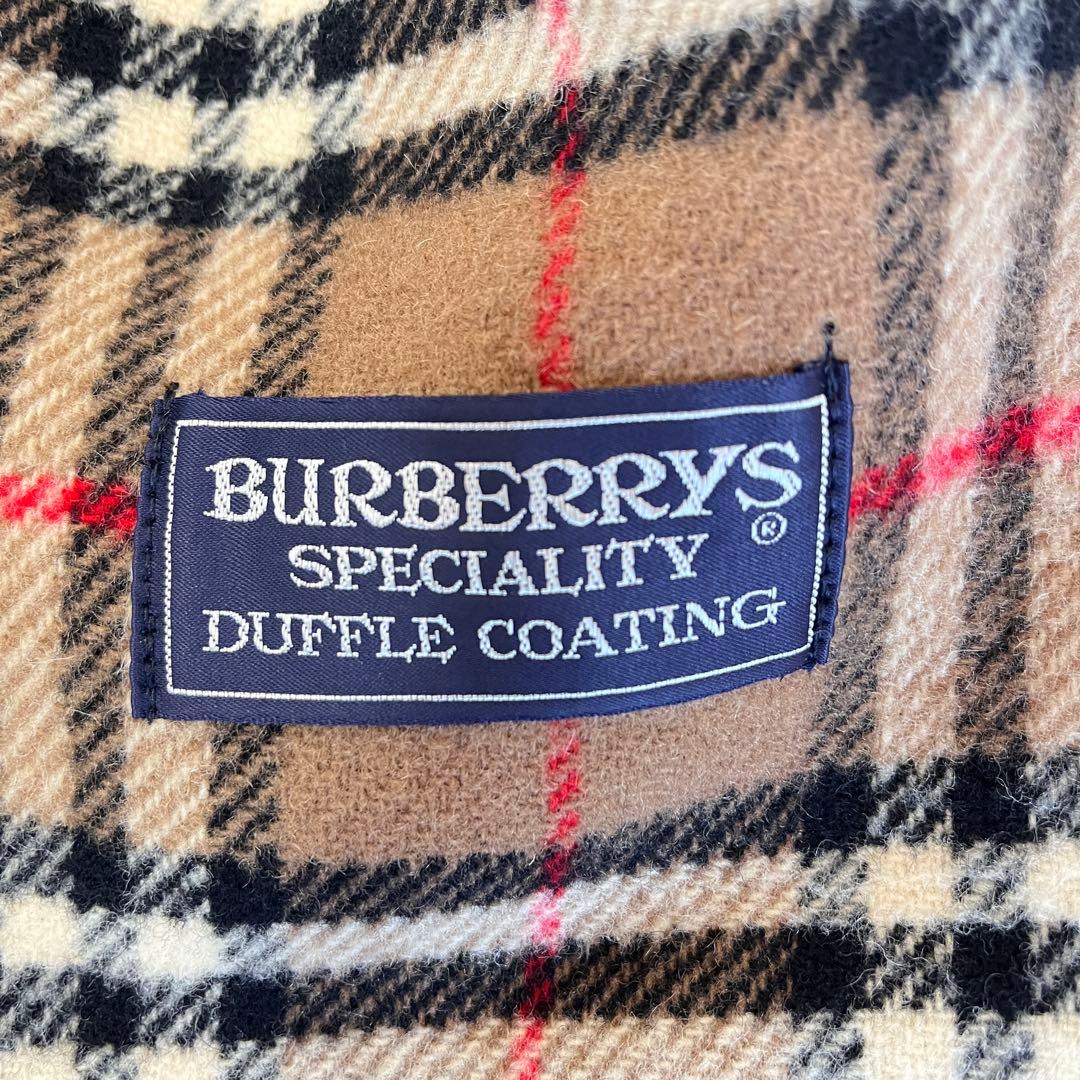 BURBERRYS
®
SPECIALITY
DUFFLE COATING